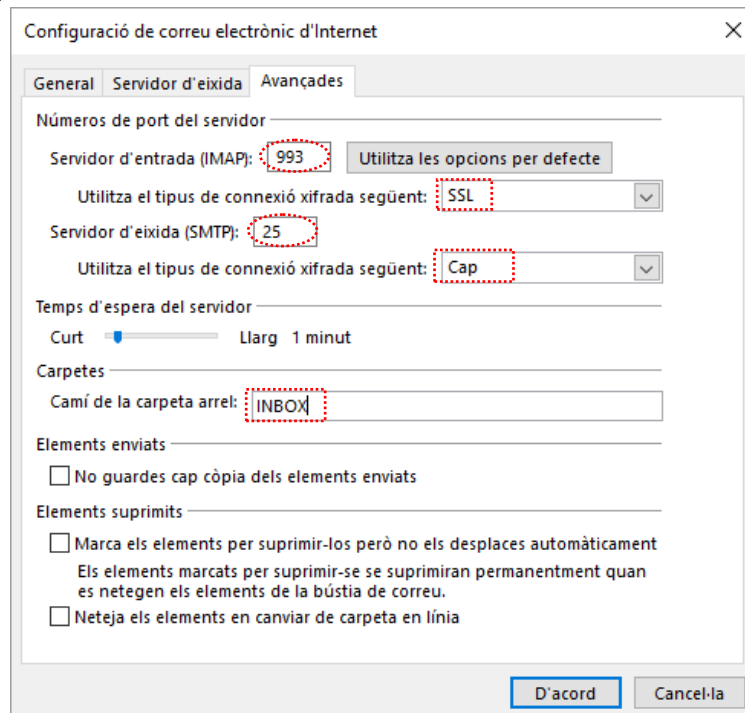 Configuració de correu electrònic d'Internet
General Servidor d'eixida Avançades
Números de port del servidor
Servidor d'entrada (IMAP): 993 Utilitza les opcions per defecte
Utilitza el tipus de connexió xifrada següent: SSL
Servidor d'eixida (SMTP): 25
Utilitza el tipus de connexió xifrada següent: Cap
Temps d'espera del servidor
Curt Llarg 1 minut
Carpetes
Camí de la carpeta arrel: INBOX
Elements enviats
No guardes cap còpia dels elements enviats
Elements suprimits
Marca els elements per suprimir-los però no els desplaces automàticament
Els elements marcats per suprimir-se se suprimiran permanentment quan
es netegen els elements de la bústia de correu.
Neteja els elements en canviar de carpeta en línia
D'acord Cancel·la